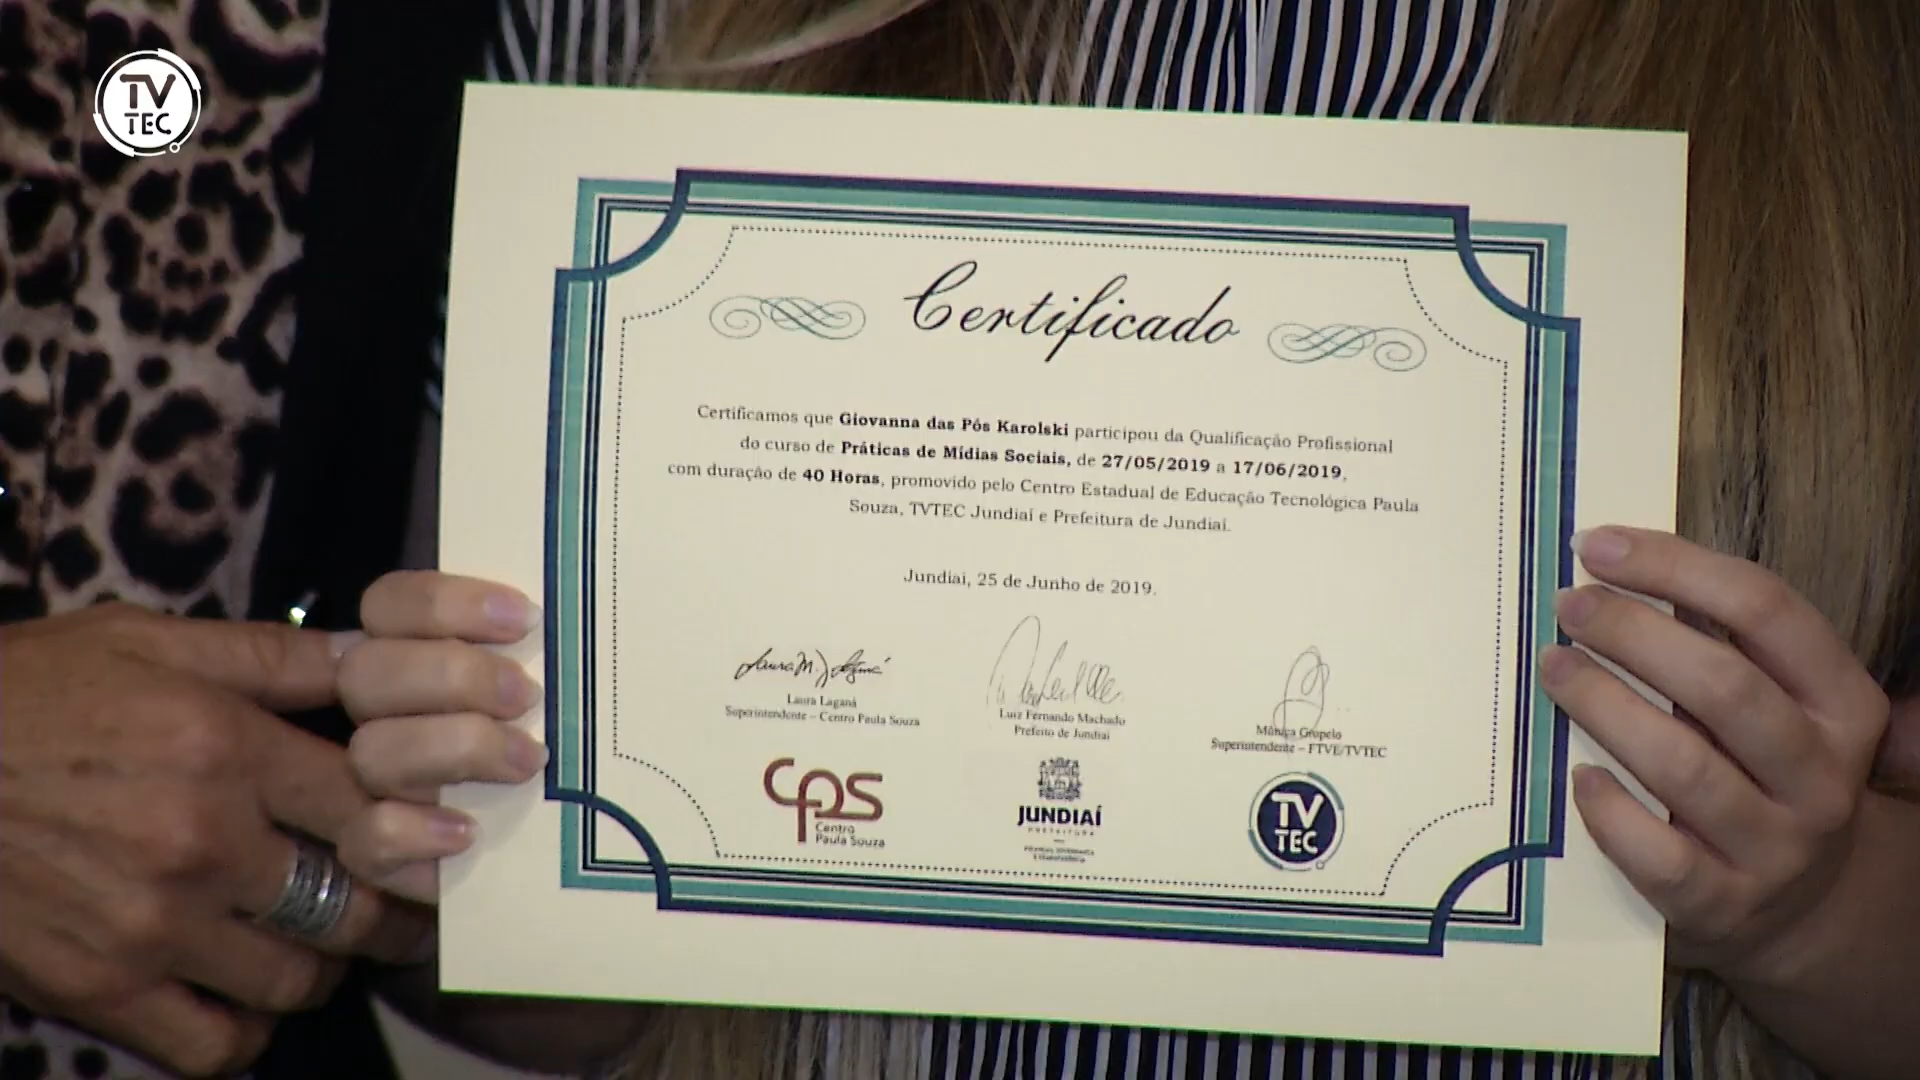 TV
TEC
Certificado
Certificamos que Giovanna das Pós Karolski participou da Qualificação Profissional
do curso de Práticas de Mídias Sociais, de 27/05/2019 a 17/06/2019,
com duração de 40 Horas, promovido pelo Centro Estadual de Educação Tecnológica Paula
Souza, TVTEC Jundiaí e Prefeitura de Jundiaí.
Jundiaí, 25 de Junho de 2019.
Laura Laganá
Superintendente – Centro Paula Souza
Luiz Fernando Machado
Prefeito de Jundiaí
Mônica Gropelo
Superintendente – FTVE/TVTEC
cps
Centro
Paula Souza
JUNDIAÍ
PREFEITURA
TV
TEC